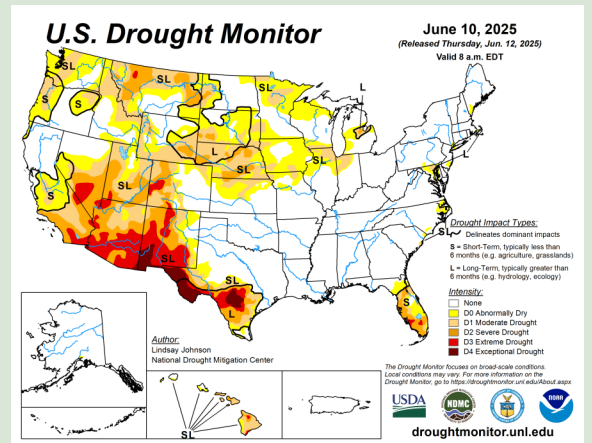 U.S. Drought Monitor
June 10, 2025
(Released Thursday, Jun. 12, 2025)
Valid 8 a.m. EDT
SL
SL
SL
L
S
S
L
L
SL
SL
L
S
SL
SL
SL
SL
L
S
SL
Drought Impact Types:
Delineates dominant impacts
S = Short-Term, typically less than
6 months (e.g. agriculture, grasslands)
L = Long-Term, typically greater than
6 months (e.g. hydrology, ecology)
Intensity:
None
D0 Abnormally Dry
D1 Moderate Drought
D2 Severe Drought
D3 Extreme Drought
D4 Exceptional Drought
Author:
Lindsay Johnson
National Drought Mitigation Center
The Drought Monitor focuses on broad-scale conditions.
Local conditions may vary. For more information on the
Drought Monitor, go to https://droughtmonitor.unl.edu/About.aspx
USDA
NDMC
NOAA
droughtmonitor.unl.edu